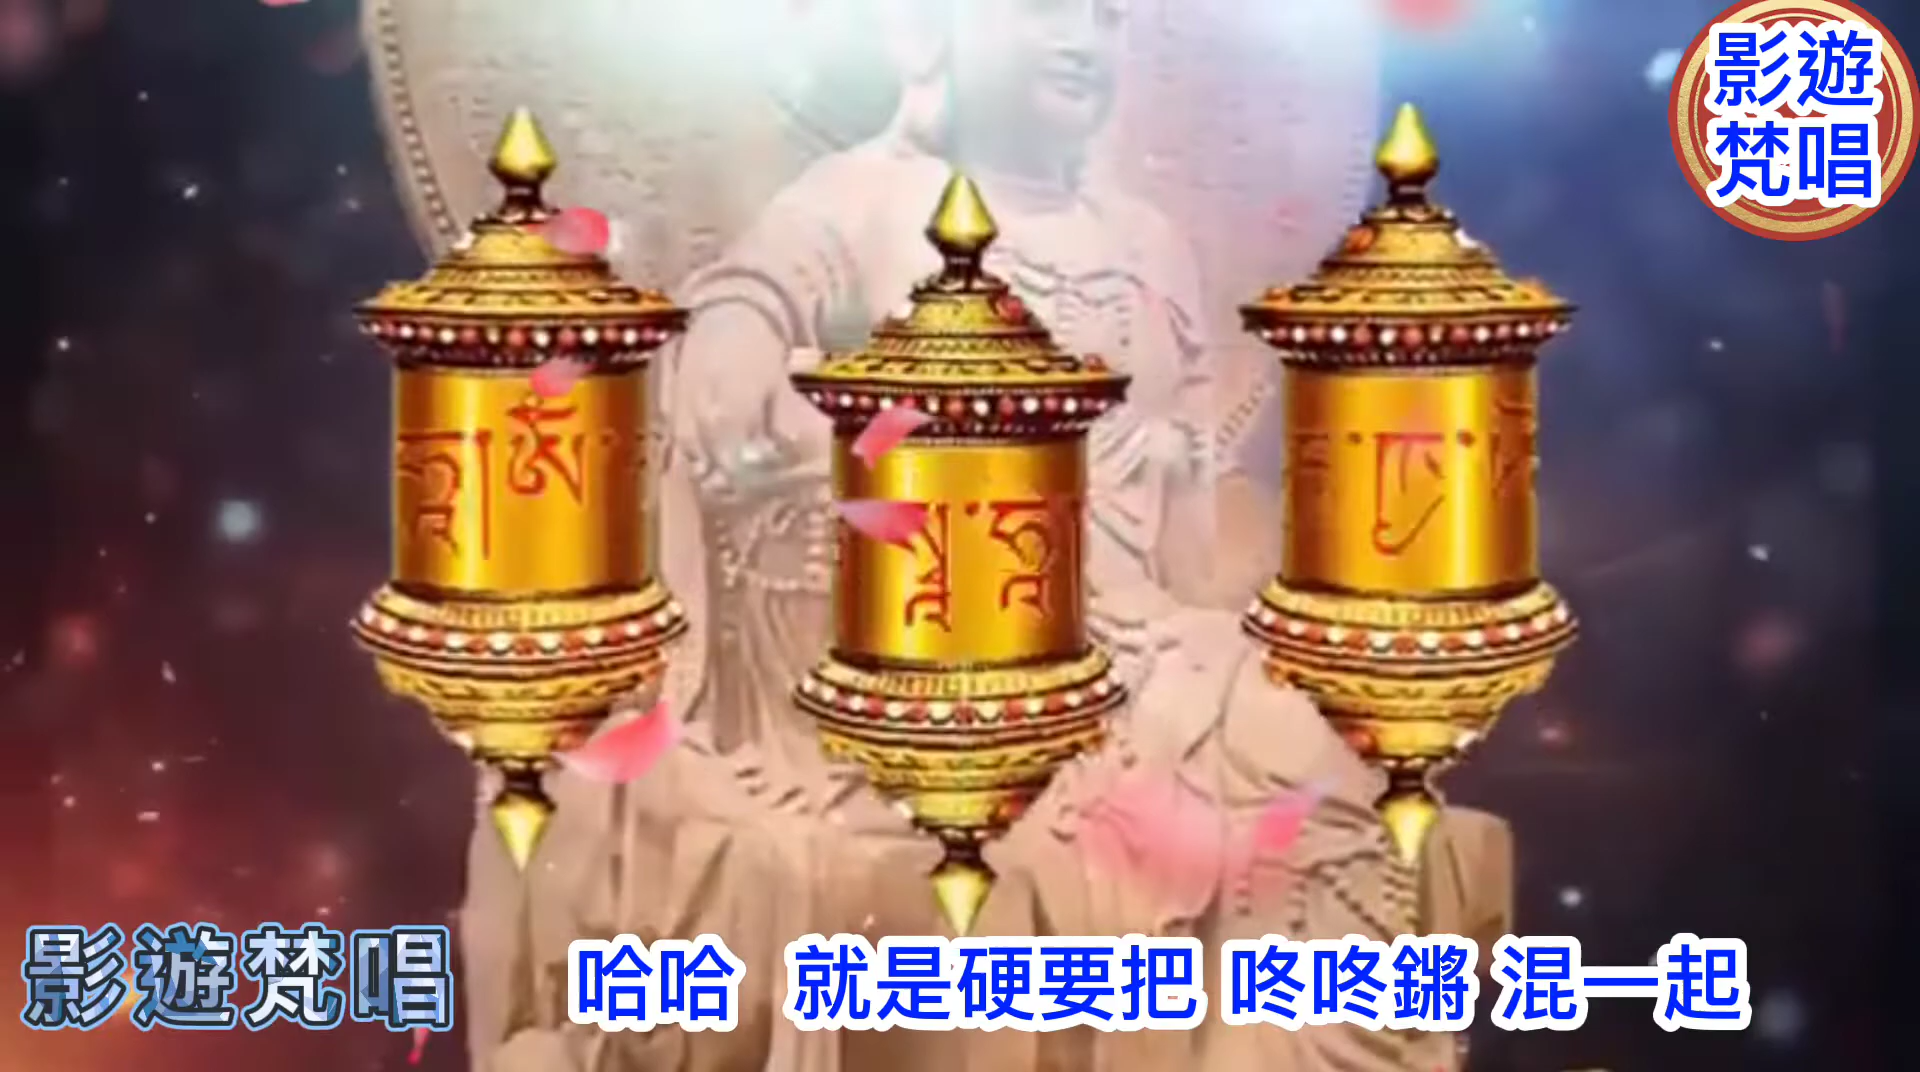 影遊
梵唱
影遊梵唱
哈哈 就是硬要把 咚咚鏘 混一起